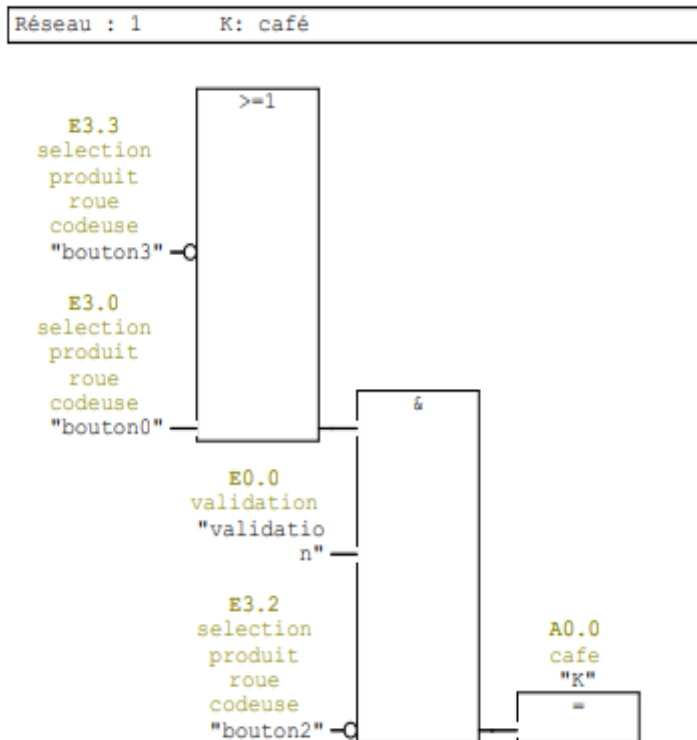 Réseau : 1 K: café
>=1
E3.3
selection
produit
roue
codeuse
"bouton3"
E3.0
selection
produit
roue
codeuse
"bouton0"
&
E0.0
validation
"validatio
n"
E3.2
selection
produit
roue
codeuse
"bouton2"
A0.0
cafe
"K"
=